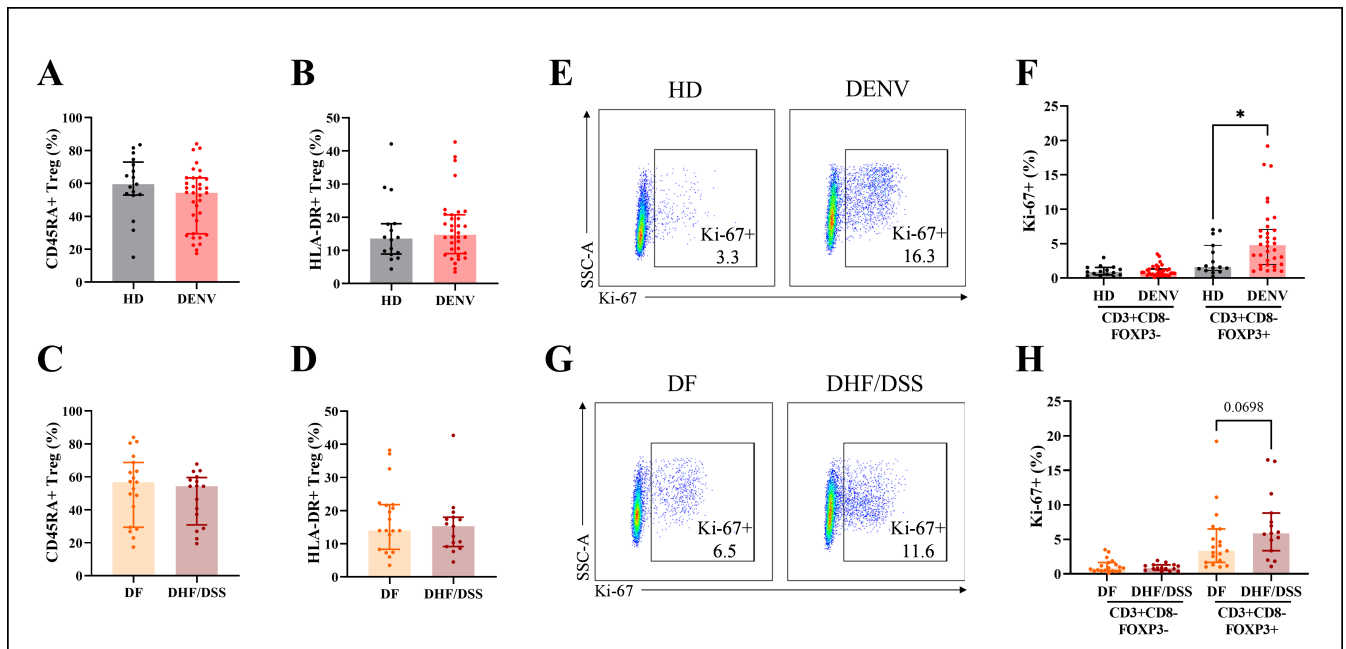 A
CD45RA+ Treg (%)
100
80
60
40
20
0
HD
DENV
B
HLA-DR+ Treg (%)
50
40
30
20
10
0
HD
DENV
E
HD
DENV
SSC-A
Ki-67+
3.3
Ki-67+
16.3
Ki-67
F
Ki-67+ (%)
25
20
15
10
5
0
*
HD
DENV
HD
DENV
CD3+CD8-
FOXP3-
CD3+CD8-
FOXP3+
C
CD45RA+ Treg (%)
100
80
60
40
20
0
DF
DHF/DSS
D
HLA-DR+ Treg (%)
50
40
30
20
10
0
DF
DHF/DSS
G
DF
DHF/DSS
SSC-A
Ki-67+
6.5
Ki-67+
11.6
Ki-67
H
Ki-67+ (%)
25
20
15
10
5
0
0.0698
DF
DHF/DSS
DF
DHF/DSS
CD3+CD8-
FOXP3-
CD3+CD8-
FOXP3+